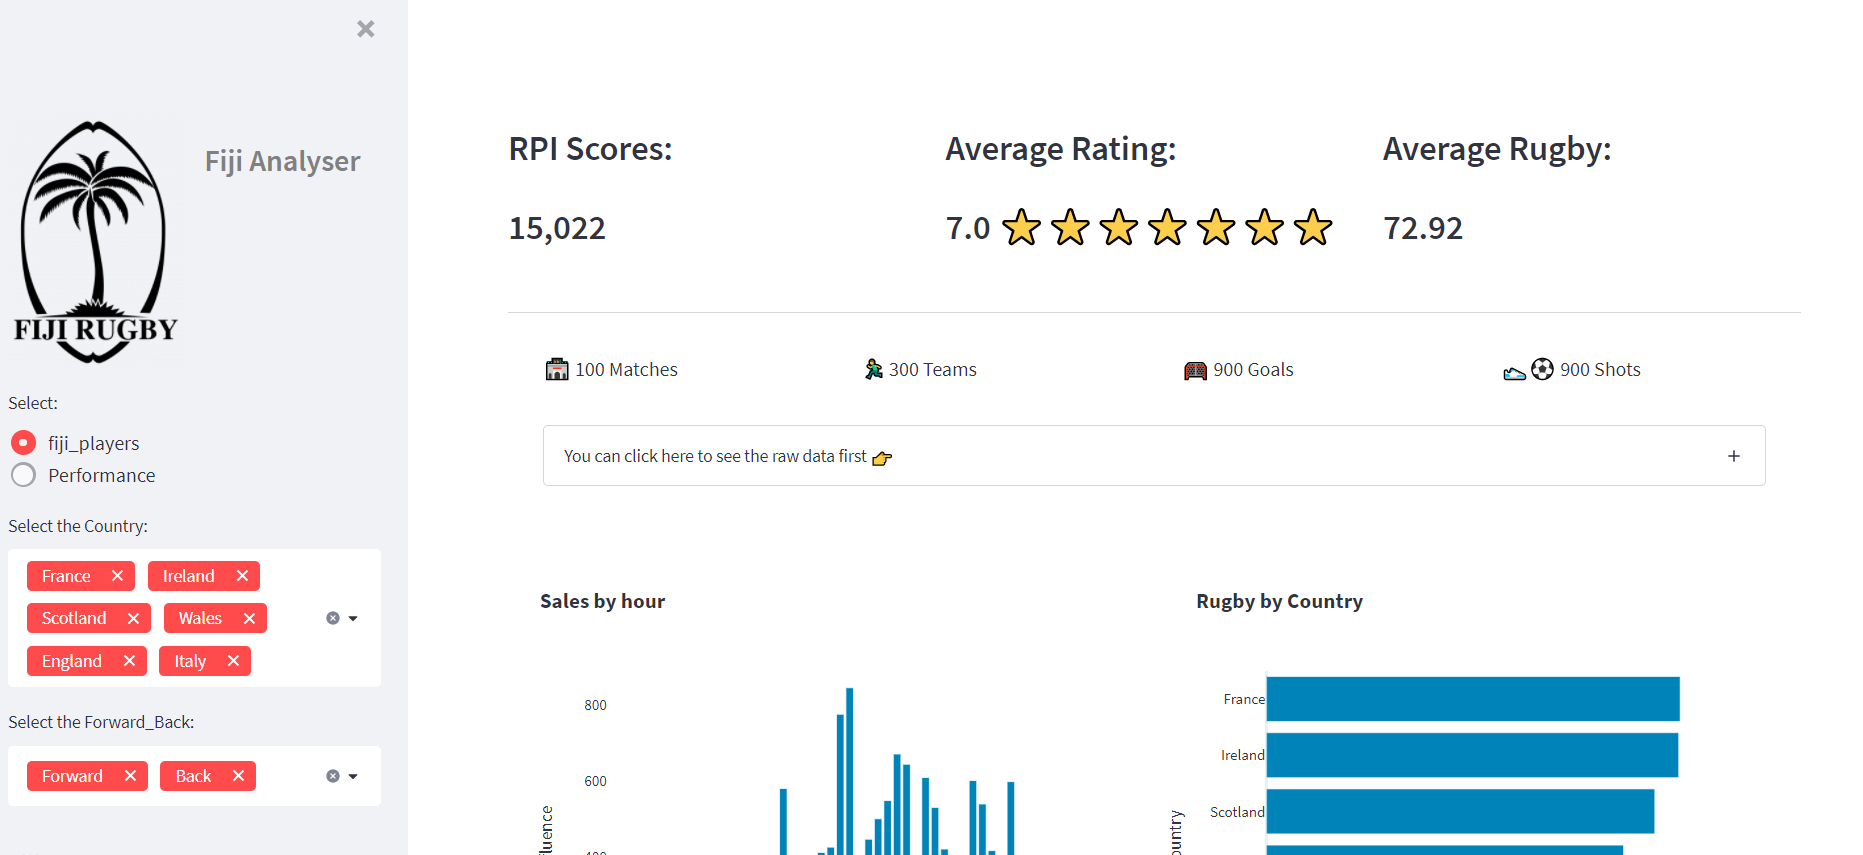 Fiji Analyser
FIJI RUGBY
Select:
fiji_players
Performance
Select the Country:
France Ireland
Scotland Wales
England Italy
Select the Forward_Back:
Forward Back
RPI Scores:
15,022
Average Rating:
7.0
Average Rugby:
72.92
100 Matches
300 Teams
900 Goals
900 Shots
You can click here to see the raw data first
Sales by hour
800
600
Rugby by Country
France
Ireland
Scotland